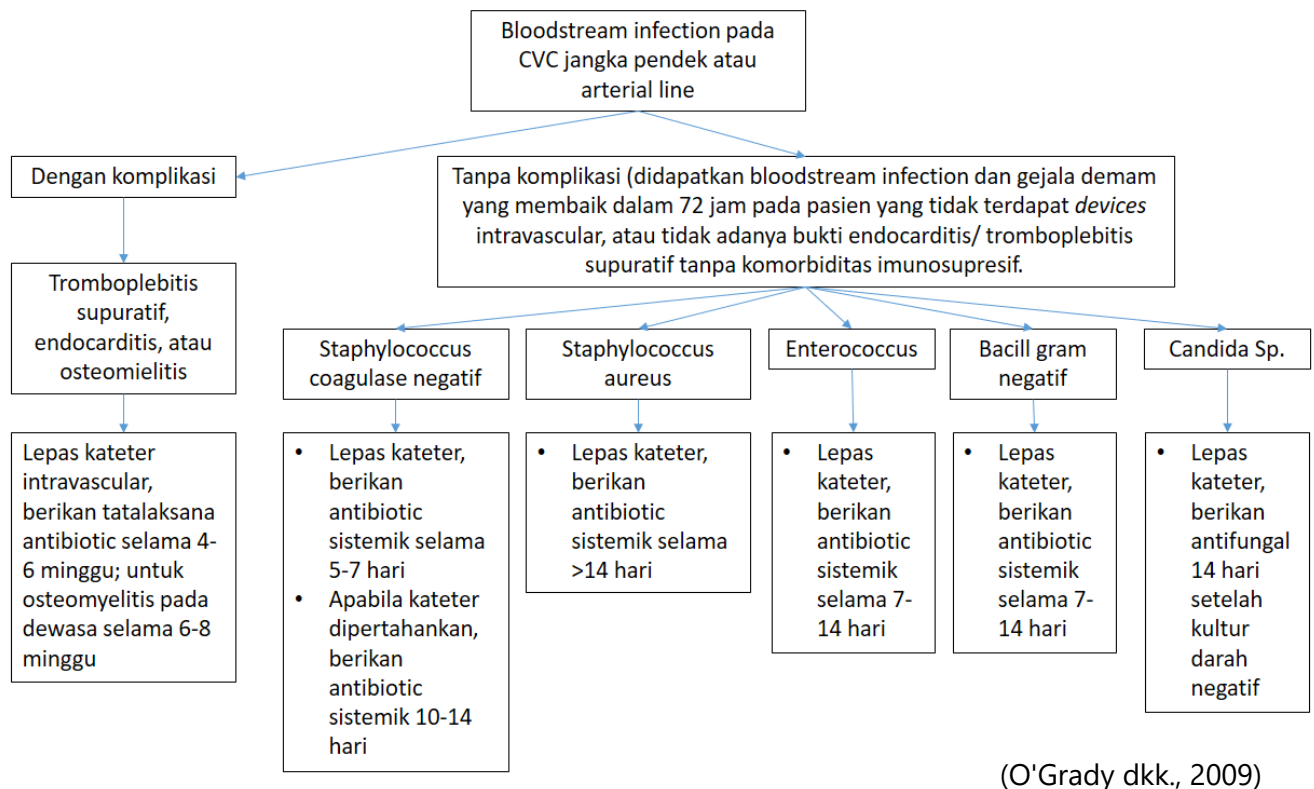 Bloodstream infection pada
CVC jangka pendek atau
arterial line
Dengan komplikasi
Tanpa komplikasi (didapatkan bloodstream infection dan gejala demam
yang membaik dalam 72 jam pada pasien yang tidak terdapat devices
intravascular, atau tidak adanya bukti endocarditis/ tromboplebitis
supuratif tanpa komorbiditas imunosupresif.
Tromboplebitis
supuratif,
endocarditis, atau
osteomielitis
Staphylococcus
coagulase negatif
Staphylococcus
aureus
Enterococcus
Bacill gram
negatif
Candida Sp.
Lepas kateter
intravascular,
berikan tatalaksana
antibiotic selama 4-
6 minggu; untuk
osteomyelitis pada
dewasa selama 6-8
minggu
• Lepas kateter,
berikan
antibiotic
sistemik selama
5-7 hari
• Apabila kateter
dipertahankan,
berikan
antibiotic
sistemik 10-14
hari
• Lepas kateter,
berikan
antibiotic
sistemik selama
>14 hari
• Lepas
kateter,
berikan
antibiotic
sistemik
selama 7-
14 hari
• Lepas
kateter,
berikan
antibiotic
sistemik
selama 7-
14 hari
• Lepas
kateter,
berikan
antifungal
14 hari
setelah
kultur
darah
negatif
(O'Grady dkk., 2009)